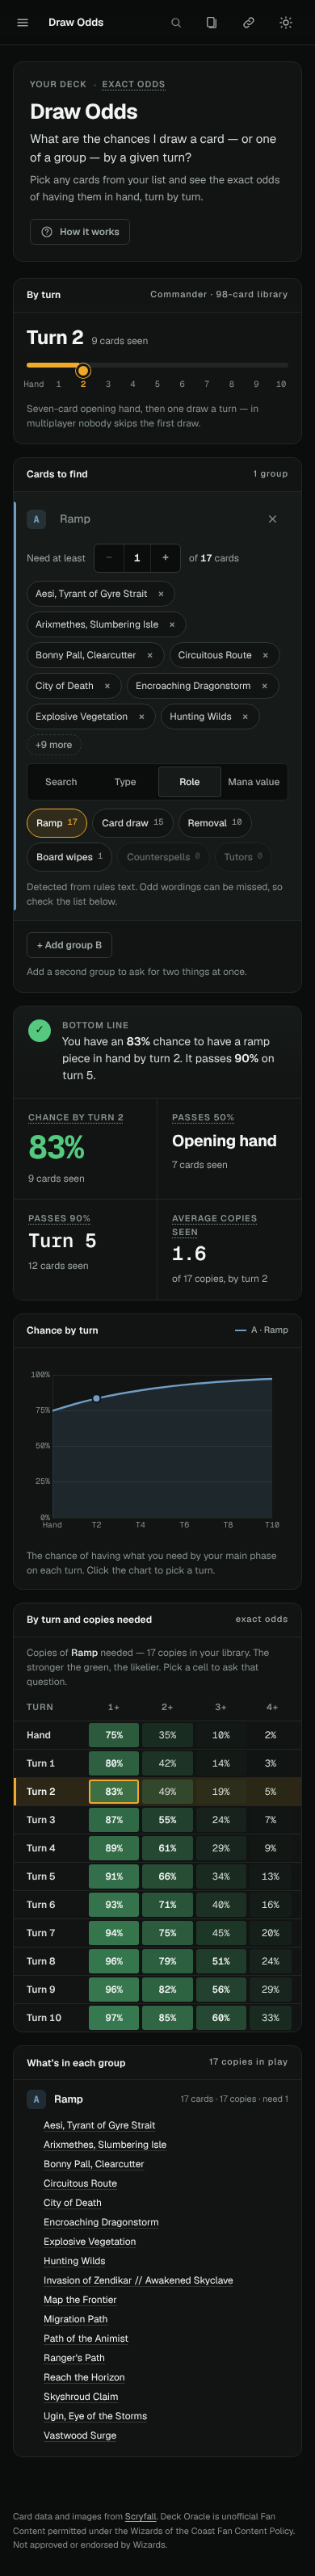 Draw Odds
YOUR DECK · EXACT ODDS
Draw Odds
What are the chances I draw a card — or one
of a group — by a given turn?
Pick any cards from your list and see the exact odds
of having them in hand, turn by turn.
How it works
By turn
Commander · 98-card library
Turn 2 9 cards seen
Hand 1 2 3 4 5 6 7 8 9 10
Seven-card opening hand, then one draw a turn — in
multiplayer nobody skips the first draw.
Cards to find
1 group
A Ramp ×
Need at least − 1 + of 17 cards
Aesi, Tyrant of Gyre Strait ×
Arixmethes, Slumbering Isle ×
Bonny Pall, Clearcutter × Circuitous Route ×
City of Death × Encroaching Dragonstorm ×
Explosive Vegetation × Hunting Wilds ×
+9 more
Search Type Role Mana value
Ramp 17 Card draw 15 Removal 10
Board wipes 1 Counterspells 0 Tutors 0
Detected from rules text. Odd wordings can be missed, so
check the list below.
+ Add group B
Add a second group to ask for two things at once.
✓ BOTTOM LINE
You have an 83% chance to have a ramp
piece in hand by turn 2. It passes 90% on
turn 5.
CHANCE BY TURN 2
83%
9 cards seen
PASSES 50%
Opening hand
7 cards seen
PASSES 90%
Turn 5
12 cards seen
AVERAGE COPIES
SEEN
1.6
of 17 copies, by turn 2
Chance by turn
A · Ramp
100%
75%
50%
25%
0%
Hand T2 T4 T6 T8 T10
The chance of having what you need by your main phase
on each turn. Click the chart to pick a turn.
By turn and copies needed
exact odds
Copies of Ramp needed — 17 copies in your library. The
stronger the green, the likelier. Pick a cell to ask that
question.
TURN 1+ 2+ 3+ 4+
Hand 75% 35% 10% 2%
Turn 1 80% 42% 14% 3%
Turn 2 83% 49% 19% 5%
Turn 3 87% 55% 24% 7%
Turn 4 89% 61% 29% 9%
Turn 5 91% 66% 34% 13%
Turn 6 93% 71% 40% 16%
Turn 7 94% 75% 45% 20%
Turn 8 96% 79% 51% 24%
Turn 9 96% 82% 56% 29%
Turn 10 97% 85% 60% 33%
What's in each group
17 copies in play
A Ramp 17 cards · 17 copies · need 1
Aesi, Tyrant of Gyre Strait
Arixmethes, Slumbering Isle
Bonny Pall, Clearcutter
Circuitous Route
City of Death
Encroaching Dragonstorm
Explosive Vegetation
Hunting Wilds
Invasion of Zendikar // Awakened Skyclave
Map the Frontier
Migration Path
Path of the Animist
Ranger's Path
Reach the Horizon
Skyshroud Claim
Ugin, Eye of the Storms
Vastwood Surge
Card data and images from Scryfall. Deck Oracle is unofficial Fan
Content permitted under the Wizards of the Coast Fan Content Policy.
Not approved or endorsed by Wizards.